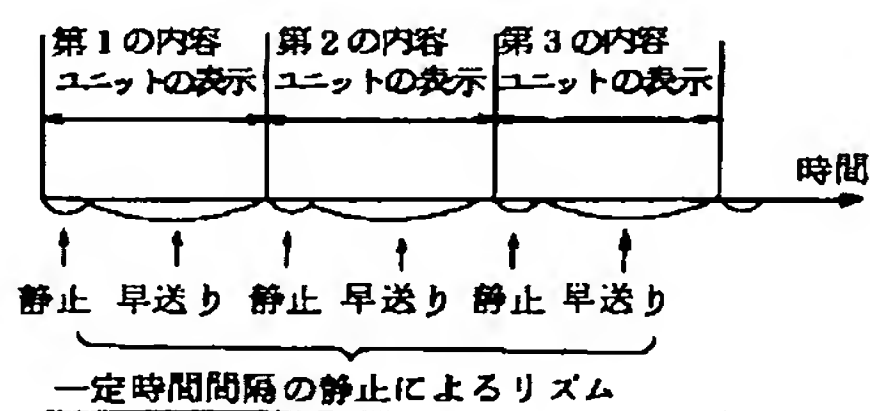 第1の内容 第2の内容 第3の内容
ユニットの表示 ユニットの表示 ユニットの表示
時間
静止 早送り 静止 早送り 静止 早送り
一定時間間隔の静止によるリズム